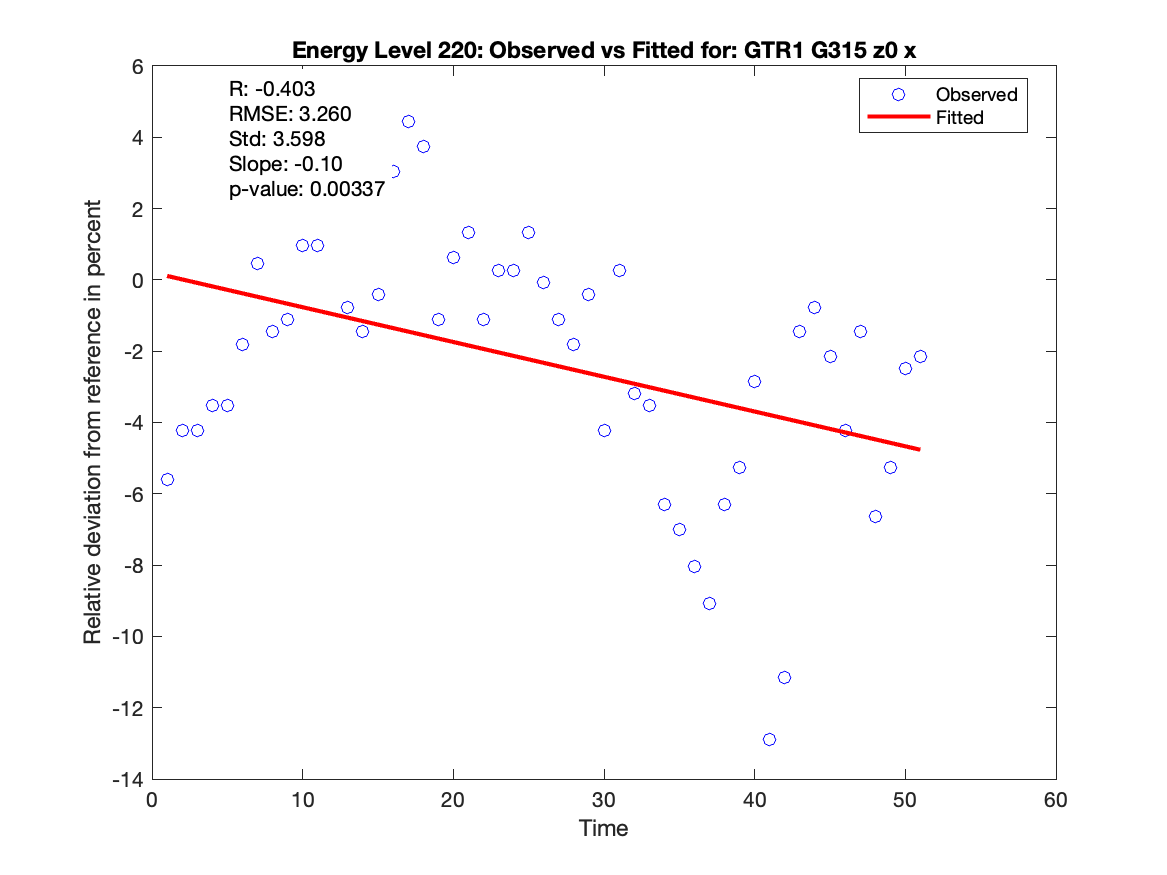 Energy Level 220: Observed vs Fitted for: GTR1 G315 z0 x
R: -0.403
RMSE: 3.260
Std: 3.598
Slope: -0.10
p-value: 0.00337
Observed
Fitted
Relative deviation from reference in percent
6
4
2
0
-2
-4
-6
-8
-10
-12
-14
0
10
20
30
40
50
60
Time